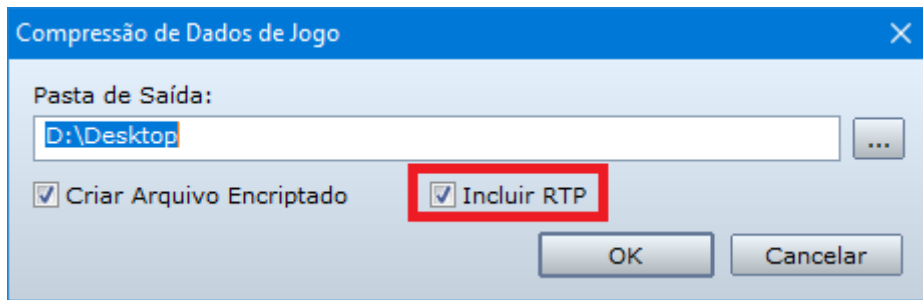 Compressão de Dados de Jogo
Pasta de Saída:
D:\Desktop
...
Criar Arquivo Encriptado
Incluir RTP
OK
Cancelar